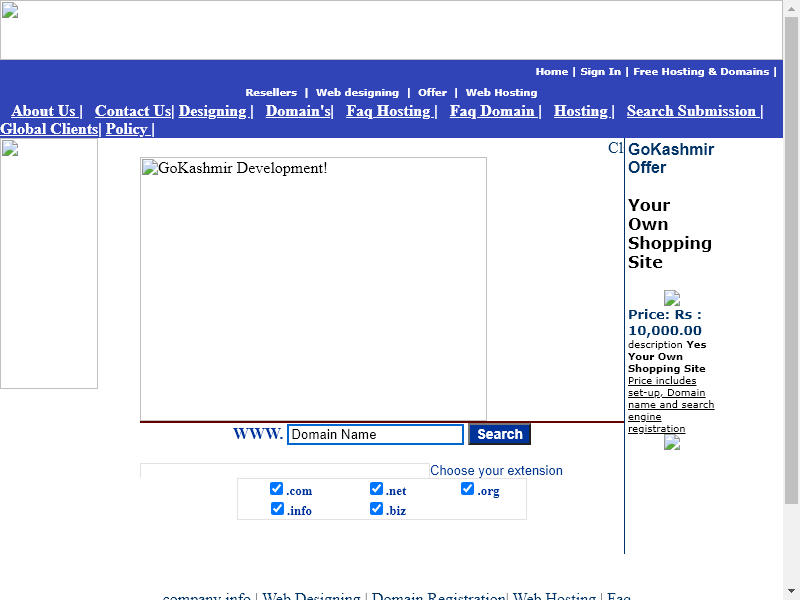 Home | Sign In | Free Hosting & Domains |
Resellers | Web designing | Offer | Web Hosting
About Us | Contact Us| Designing | Domain's| Faq Hosting | Faq Domain | Hosting | Search Submission |
Global Clients| Policy |
GoKashmir Development!
GoKashmir
Offer
Your
Own
Shopping
Site
Price: Rs :
10,000.00
description Yes
Your Own
Shopping Site
Price includes
set-up, Domain
name and search
engine
registration
WWW. Domain Name Search
Choose your extension
.com .net .org
.info .biz
company info | Web Designing | Domain Registration| Web Hosting | Faq